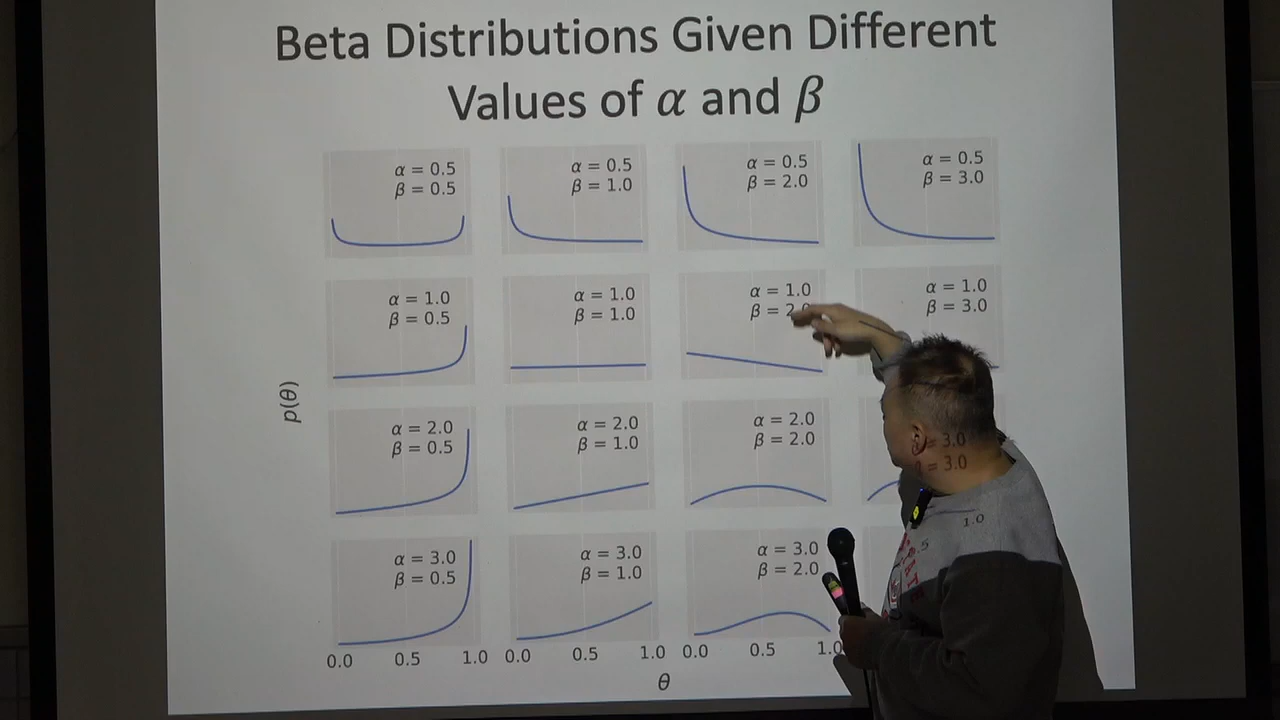 Beta Distributions Given Different
Values of α and β
α = 0.5
β = 0.5
α = 0.5
β = 1.0
α = 0.5
β = 2.0
α = 0.5
β = 3.0
α = 1.0
β = 0.5
α = 1.0
β = 1.0
α = 1.0
β = 2.0
α = 1.0
β = 3.0
p(θ)
α = 2.0
β = 0.5
α = 2.0
β = 1.0
α = 2.0
β = 2.0
= 3.0
α = 3.0
β = 0.5
α = 3.0
β = 1.0
α = 3.0
β = 2.0
= 3.0
0.0 0.5 1.0 0.0 0.5 1.0 0.0 0.5 1.0
1.0
θ